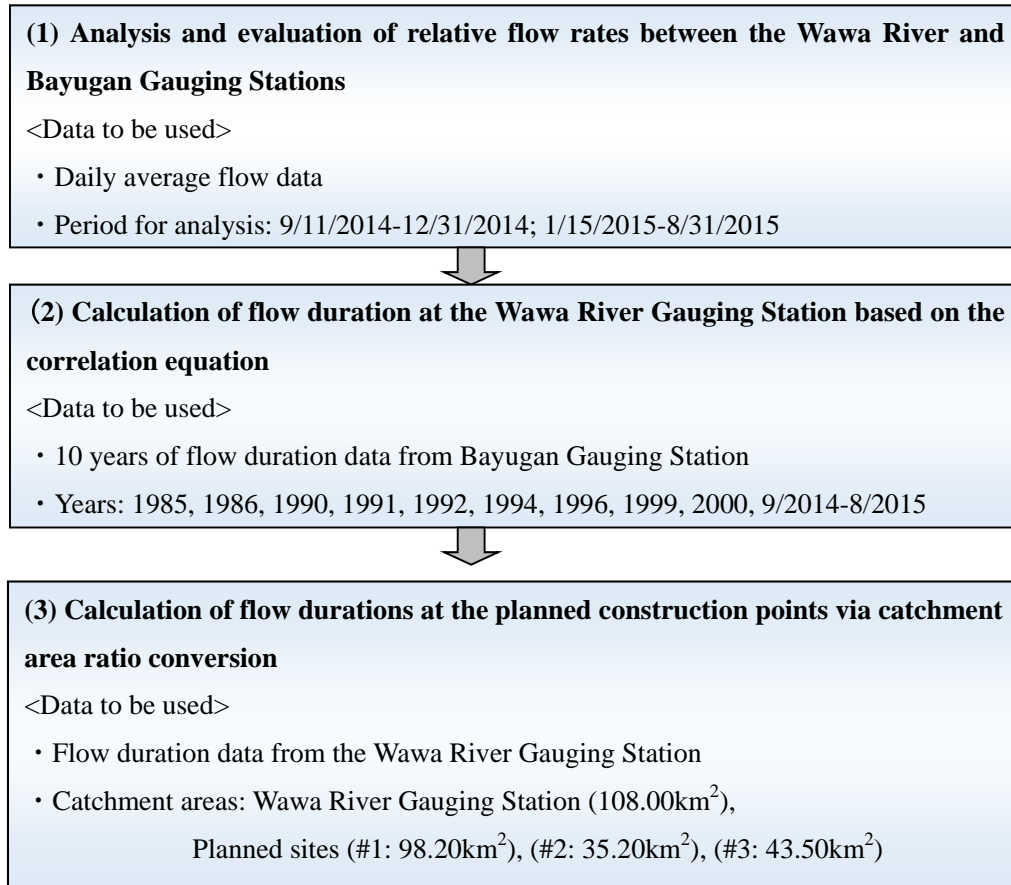 (1) Analysis and evaluation of relative flow rates between the Wawa River and
Bayugan Gauging Stations
<Data to be used>
・Daily average flow data
・Period for analysis: 9/11/2014-12/31/2014; 1/15/2015-8/31/2015
(2) Calculation of flow duration at the Wawa River Gauging Station based on the
correlation equation
<Data to be used>
・10 years of flow duration data from Bayugan Gauging Station
・Years: 1985, 1986, 1990, 1991, 1992, 1994, 1996, 1999, 2000, 9/2014-8/2015
(3) Calculation of flow durations at the planned construction points via catchment
area ratio conversion
<Data to be used>
・Flow duration data from the Wawa River Gauging Station
・Catchment areas: Wawa River Gauging Station (108.00km²),
Planned sites (#1: 98.20km²), (#2: 35.20km²), (#3: 43.50km²)